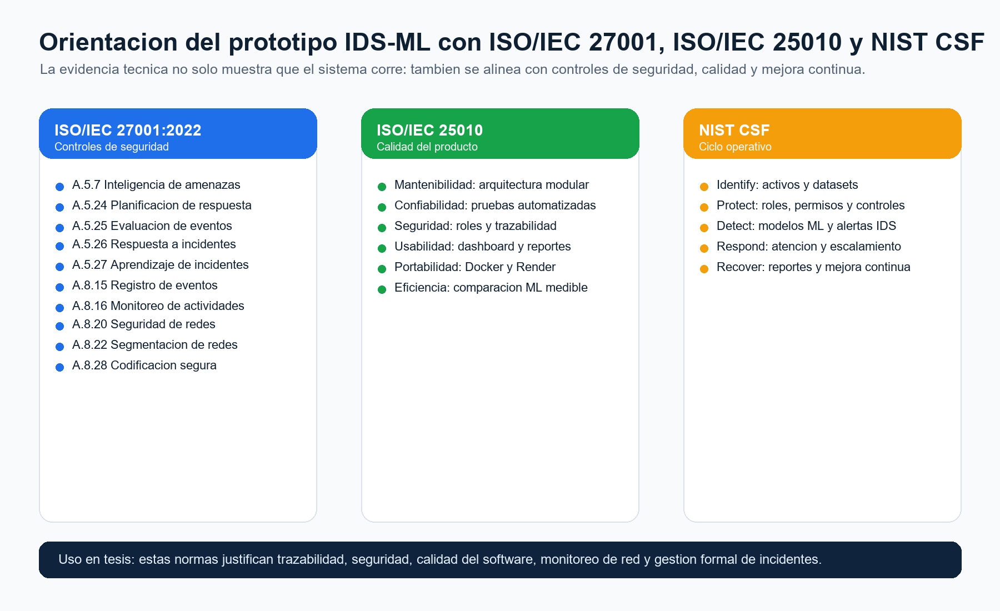 Orientacion del prototipo IDS-ML con ISO/IEC 27001, ISO/IEC 25010 y NIST CSF
La evidencia tecnica no solo muestra que el sistema corre: tambien se alinea con controles de seguridad, calidad y mejora continua.
ISO/IEC 27001:2022
Controles de seguridad
A.5.7 Inteligencia de amenazas
A.5.24 Planificacion de respuesta
A.5.25 Evaluacion de eventos
A.5.26 Respuesta a incidentes
A.5.27 Aprendizaje de incidentes
A.8.15 Registro de eventos
A.8.16 Monitoreo de actividades
A.8.20 Seguridad de redes
A.8.22 Segmentacion de redes
A.8.28 Codificacion segura
ISO/IEC 25010
Calidad del producto
Mantenibilidad: arquitectura modular
Confiabilidad: pruebas automatizadas
Seguridad: roles y trazabilidad
Usabilidad: dashboard y reportes
Portabilidad: Docker y Render
Eficiencia: comparacion ML medible
NIST CSF
Ciclo operativo
Identify: activos y datasets
Protect: roles, permisos y controles
Detect: modelos ML y alertas IDS
Respond: atencion y escalamiento
Recover: reportes y mejora continua
Uso en tesis: estas normas justifican trazabilidad, seguridad, calidad del software, monitoreo de red y gestion formal de incidentes.